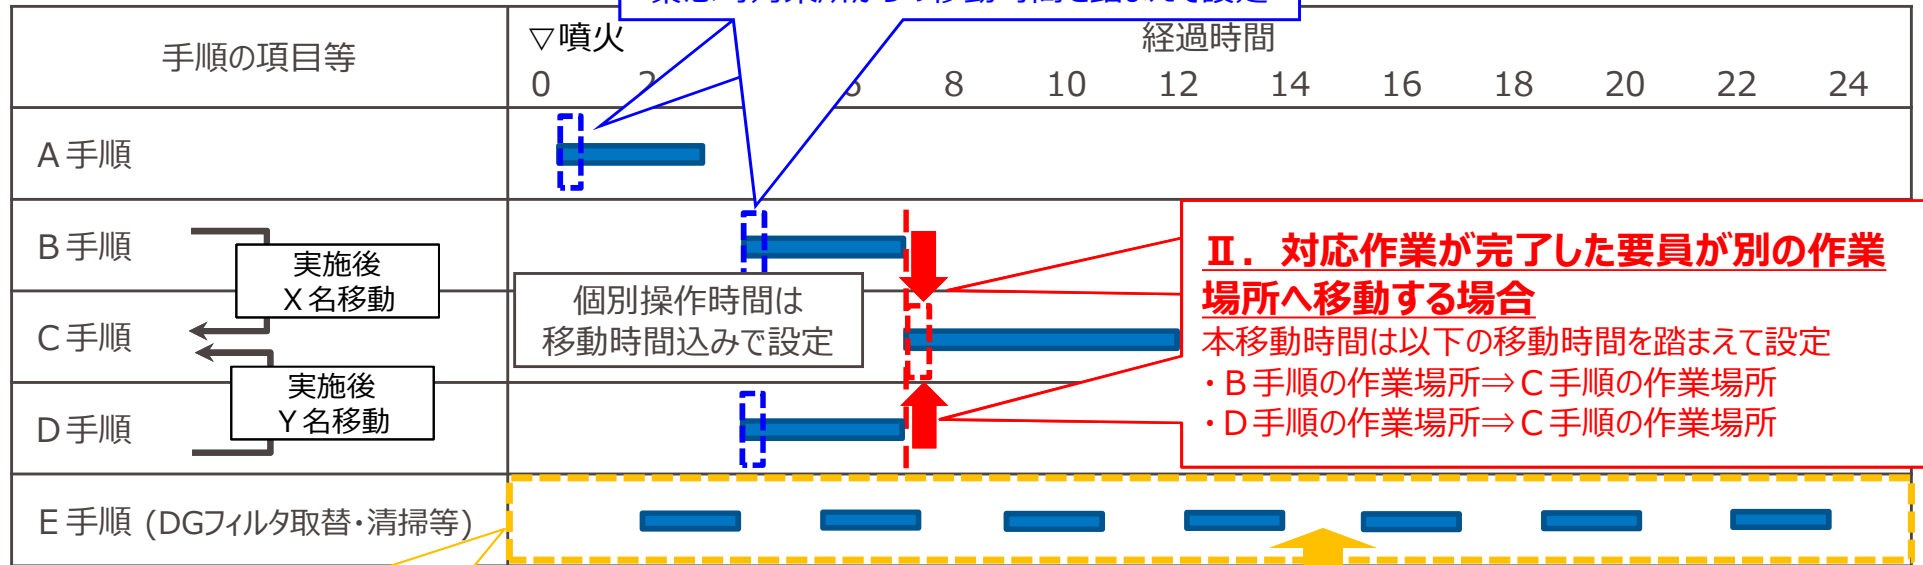 手順の項目等
▽噴火
経過時間
0 2 8 10 12 14 16 18 20 22 24
A手順
B手順
実施後
X名移動
個別操作時間は
移動時間込みで設定
C手順
実施後
Y名移動
D手順
Ⅱ．対応作業が完了した要員が別の作業
場所へ移動する場合
本移動時間は以下の移動時間を踏まえて設定
・B手順の作業場所⇒C手順の作業場所
・D手順の作業場所⇒C手順の作業場所
E手順 (DGフィルタ取替・清掃等)